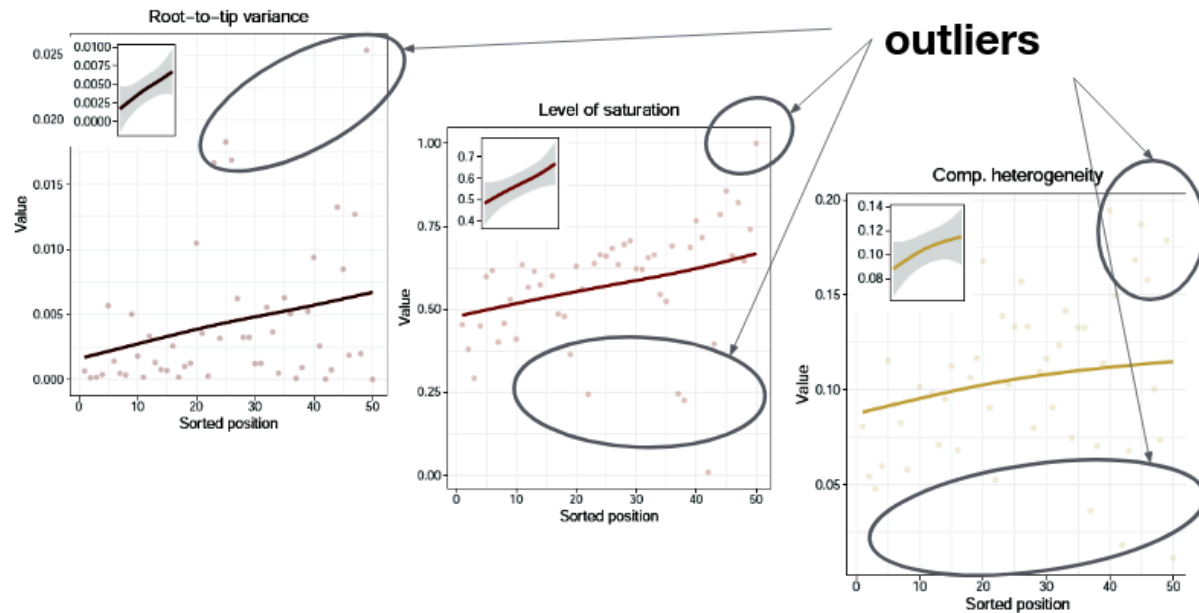 Root-to-tip variance
outliers
0.0100
0.0075
0.0050
0.0025
0.0000
0.025
0.020
0.015
0.010
0.005
0.000
Value
0 10 20 30 40 50
Sorted position
Level of saturation
0.7
0.6
0.5
0.4
1.00
0.75
0.50
0.25
0.00
Value
0 10 20 30 40 50
Sorted position
Comp. heterogeneity
0.14
0.12
0.10
0.08
0.20
0.15
0.10
0.05
Value
0 10 20 30 40 50
Sorted position